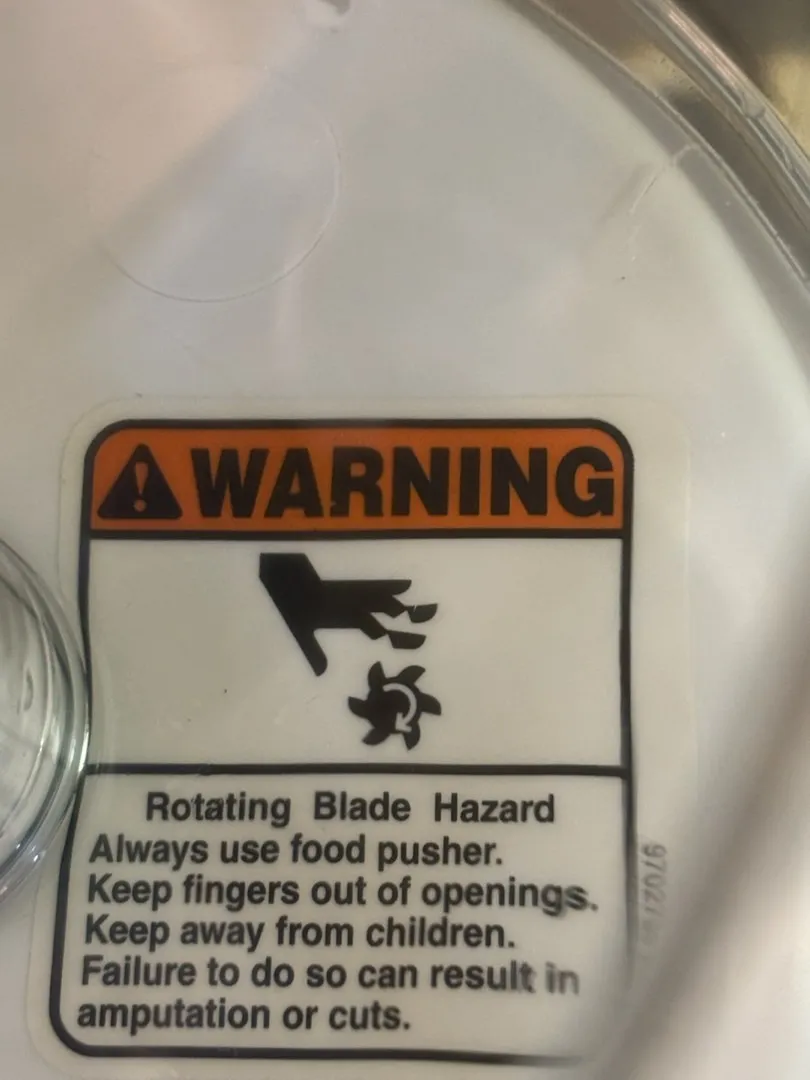 WARNING
Rotating Blade Hazard
Always use food pusher.
Keep fingers out of openings.
Keep away from children.
Failure to do so can result in
amputation or cuts.